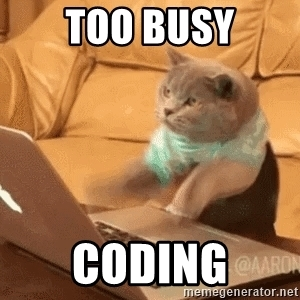 TOO BUSY
CODING
@AARON
memegenerator.net